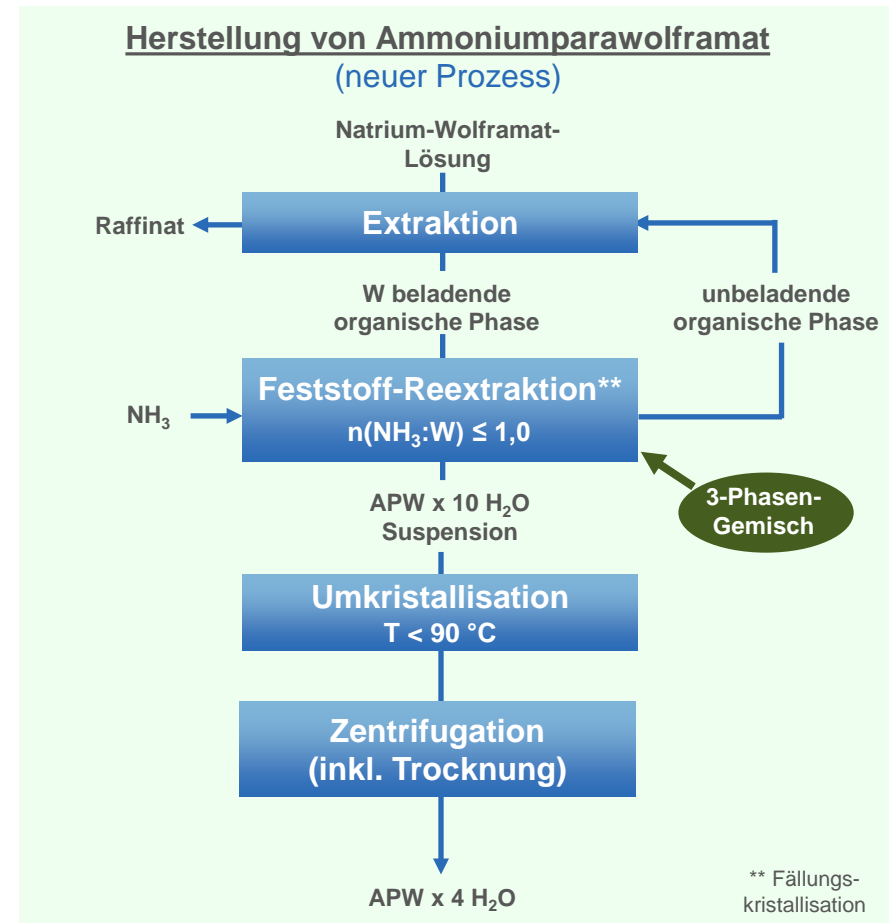 Herstellung von Ammoniumparawolframat
(neuer Prozess)
Natrium-Wolframat-
Lösung
Raffinat
Extraktion
W beladende
organische Phase
unbeladende
organische Phase
NH₃
Feststoff-Reextraktion**
n(NH₃:W) ≤ 1,0
3-Phasen-
Gemisch
APW x 10 H₂O
Suspension
Umkristallisation
T < 90 °C
Zentrifugation
(inkl. Trocknung)
APW x 4 H₂O
** Fällungs-
kristallisation